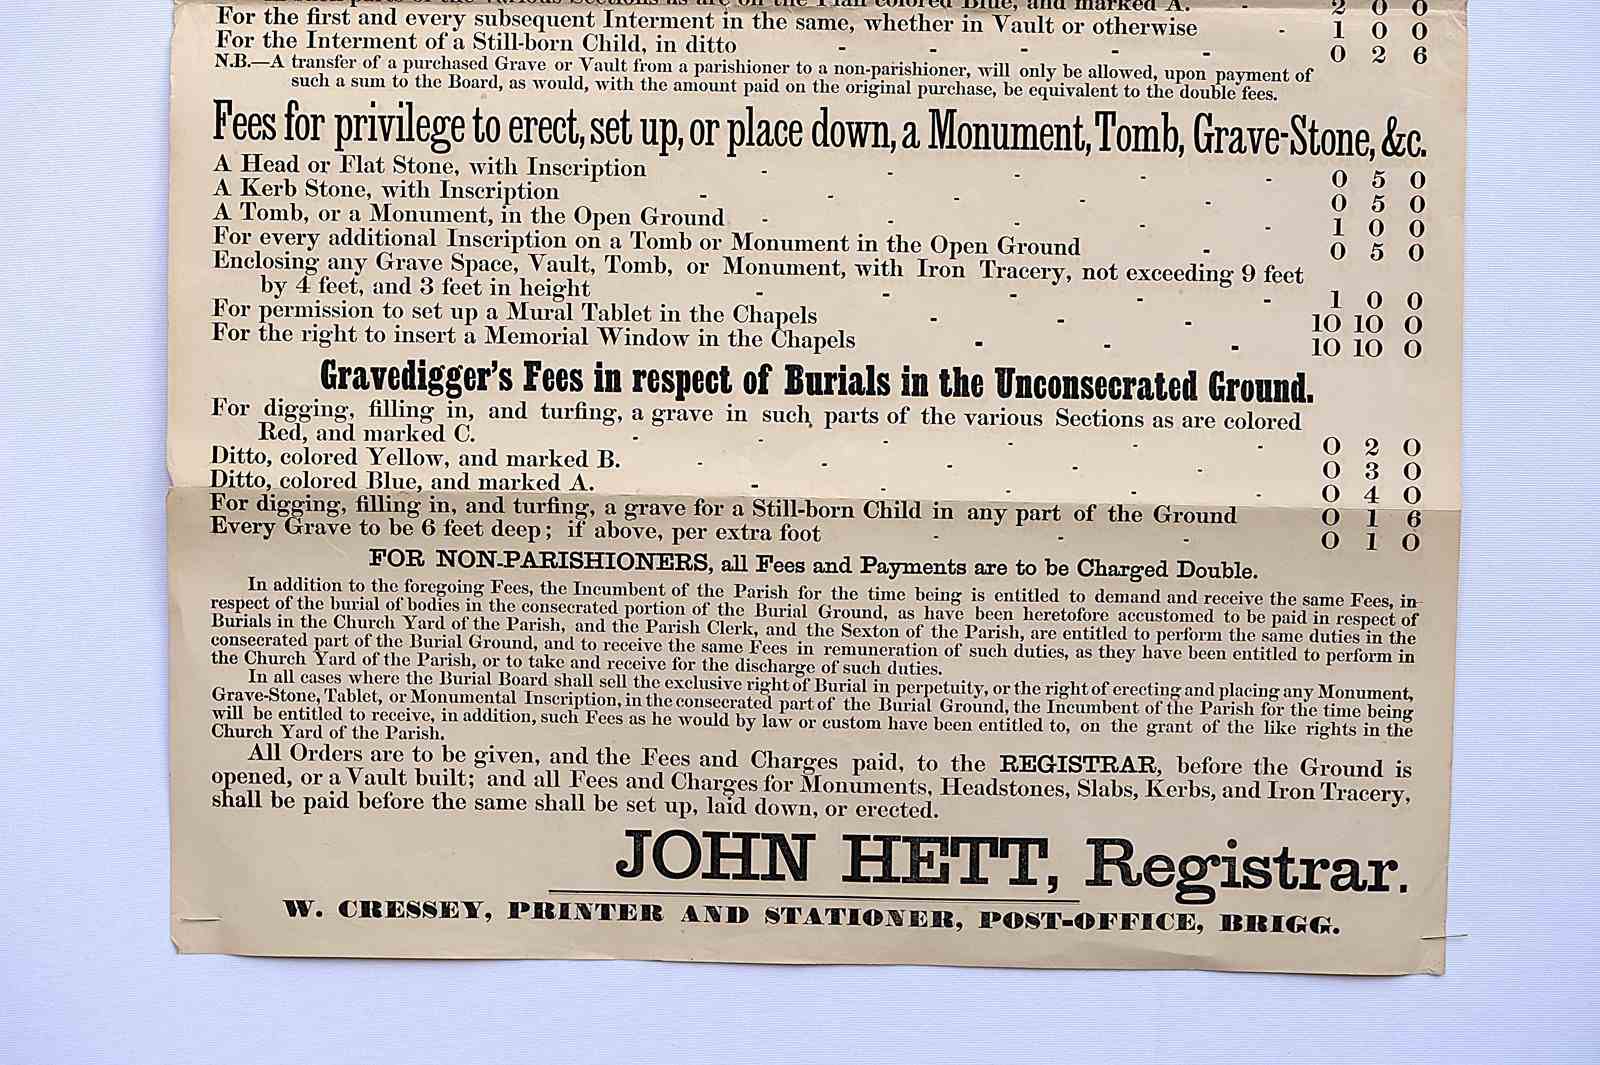 in such parts of the various Sections as are on the Plan colored Blue, and marked A. - 2 0 0
For the first and every subsequent Interment in the same, whether in Vault or otherwise - 1 0 0
For the Interment of a Still-born Child, in ditto - - - - - 0 2 6
N.B.—A transfer of a purchased Grave or Vault from a parishioner to a non-parishioner, will only be allowed, upon payment of
such a sum to the Board, as would, with the amount paid on the original purchase, be equivalent to the double fees.
Fees for privilege to erect, set up, or place down, a Monument, Tomb, Grave-Stone, &c.
A Head or Flat Stone, with Inscription - - - - - 0 5 0
A Kerb Stone, with Inscription - - - - - 0 5 0
A Tomb, or a Monument, in the Open Ground - - - - - 1 0 0
For every additional Inscription on a Tomb or Monument in the Open Ground - 0 5 0
Enclosing any Grave Space, Vault, Tomb, or Monument, with Iron Tracery, not exceeding 9 feet
by 4 feet, and 3 feet in height - - - - - 1 0 0
For permission to set up a Mural Tablet in the Chapels - - - 10 10 0
For the right to insert a Memorial Window in the Chapels - - - 10 10 0
Gravedigger's Fees in respect of Burials in the Unconsecrated Ground.
For digging, filling in, and turfing, a grave in such parts of the various Sections as are colored
Red, and marked C. - - - - - - 0 2 0
Ditto, colored Yellow, and marked B. - - - - - 0 3 0
Ditto, colored Blue, and marked A. - - - - - 0 4 0
For digging, filling in, and turfing, a grave for a Still-born Child in any part of the Ground 0 1 6
Every Grave to be 6 feet deep; if above, per extra foot - - - 0 1 0
FOR NON-PARISHIONERS, all Fees and Payments are to be Charged Double.
In addition to the foregoing Fees, the Incumbent of the Parish for the time being is entitled to demand and receive the same Fees, in
respect of the burial of bodies in the consecrated portion of the Burial Ground, as have been heretofore accustomed to be paid in respect of
Burials in the Church Yard of the Parish, and the Parish Clerk, and the Sexton of the Parish, are entitled to perform the same duties in the
consecrated part of the Burial Ground, and to receive the same Fees in remuneration of such duties, as they have been entitled to perform in
the Church Yard of the Parish, or to take and receive for the discharge of such duties.
In all cases where the Burial Board shall sell the exclusive right of Burial in perpetuity, or the right of erecting and placing any Monument,
Grave-Stone, Tablet, or Monumental Inscription, in the consecrated part of the Burial Ground, the Incumbent of the Parish for the time being
will be entitled to receive, in addition, such Fees as he would by law or custom have been entitled to, on the grant of the like rights in the
Church Yard of the Parish.
All Orders are to be given, and the Fees and Charges paid, to the REGISTRAR, before the Ground is
opened, or a Vault built; and all Fees and Charges for Monuments, Headstones, Slabs, Kerbs, and Iron Tracery,
shall be paid before the same shall be set up, laid down, or erected.
JOHN HETT, Registrar.
W. CRESSEY, PRINTER AND STATIONER, POST-OFFICE, BRIGG.